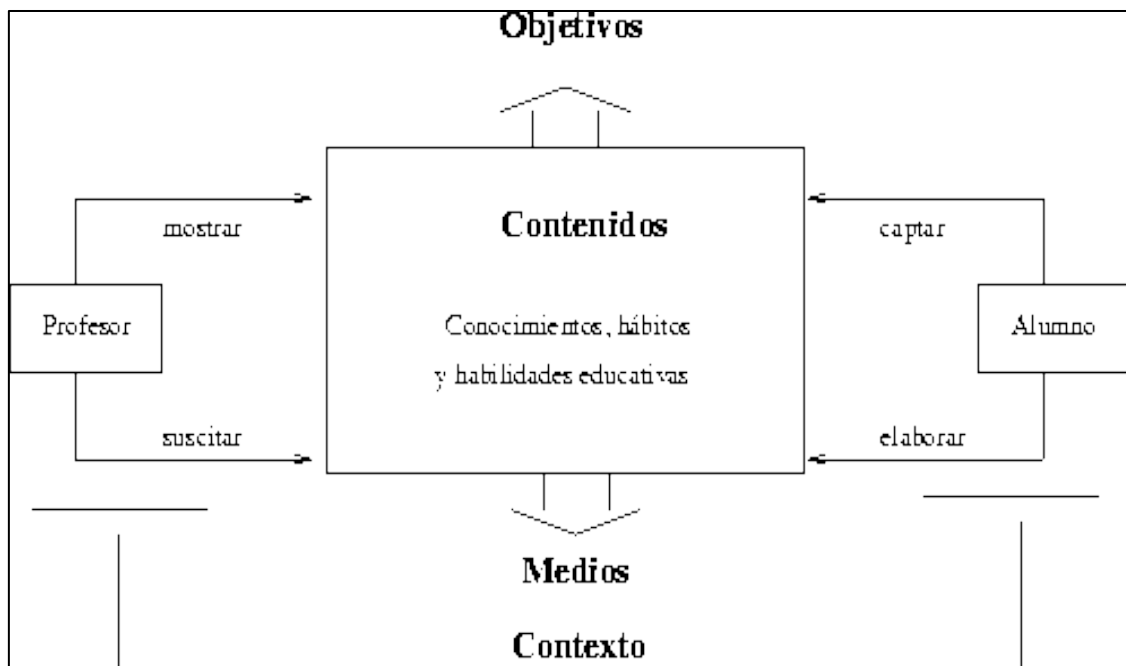 Objetivos
mostrar
Contenidos
captar
Profesor
Conocimientos, hábitos
y habilidades educativas
Alumno
suscitar
elaborar
Medios
Contexto